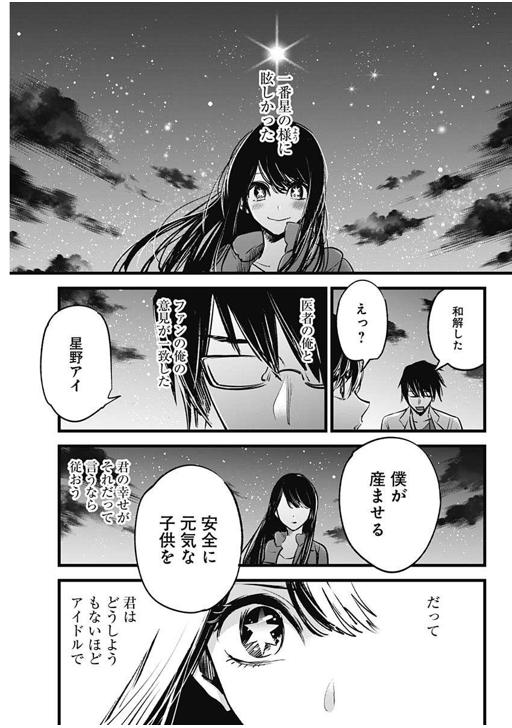 一番星の様に
眩しかった
和解した
えっ?
医者の俺と
ファンの俺の
意見が一致した
星野アイ
僕が
産ませる
安全に
元気な
子供を
君の幸せが
それだって
言うなら
従おう
だって
君は
どうしよう
もないほど
アイドルで